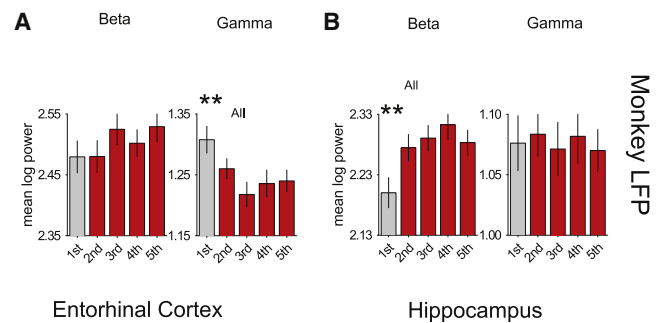 A
Beta
Gamma
mean log power
2.55
2.45
2.35
1st
2nd
3rd
4th
5th
**
All
1.35
1.25
1.15
1st
2nd
3rd
4th
5th
Entorhinal Cortex
B
Beta
Gamma
All
**
mean log power
2.33
2.23
2.13
1st
2nd
3rd
4th
5th
1.10
1.05
1.00
1st
2nd
3rd
4th
5th
Hippocampus
Monkey LFP